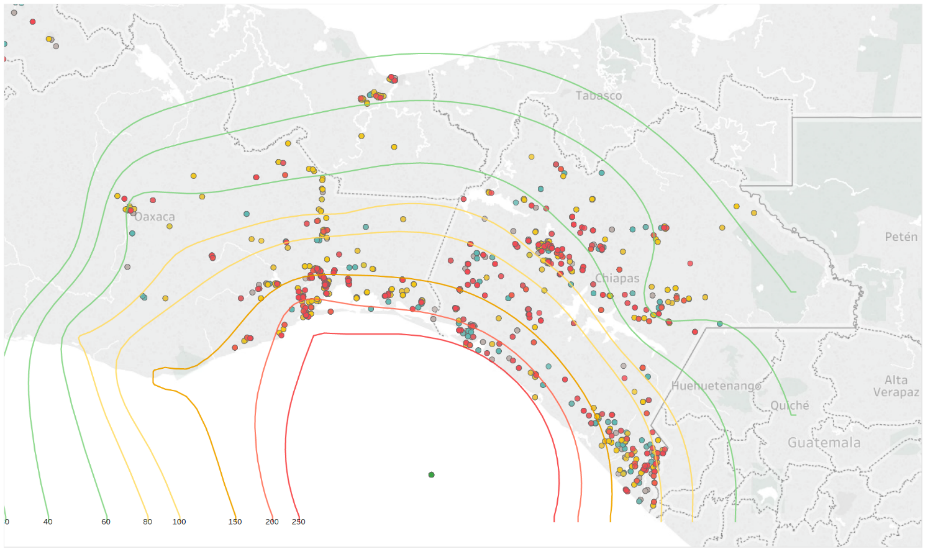 Tabasco
Oaxaca
Petén
Chiapas
Huehuetenango
Alta
Verapaz
Quiché
Guatemala
0 40 60 80 100 150 200 250